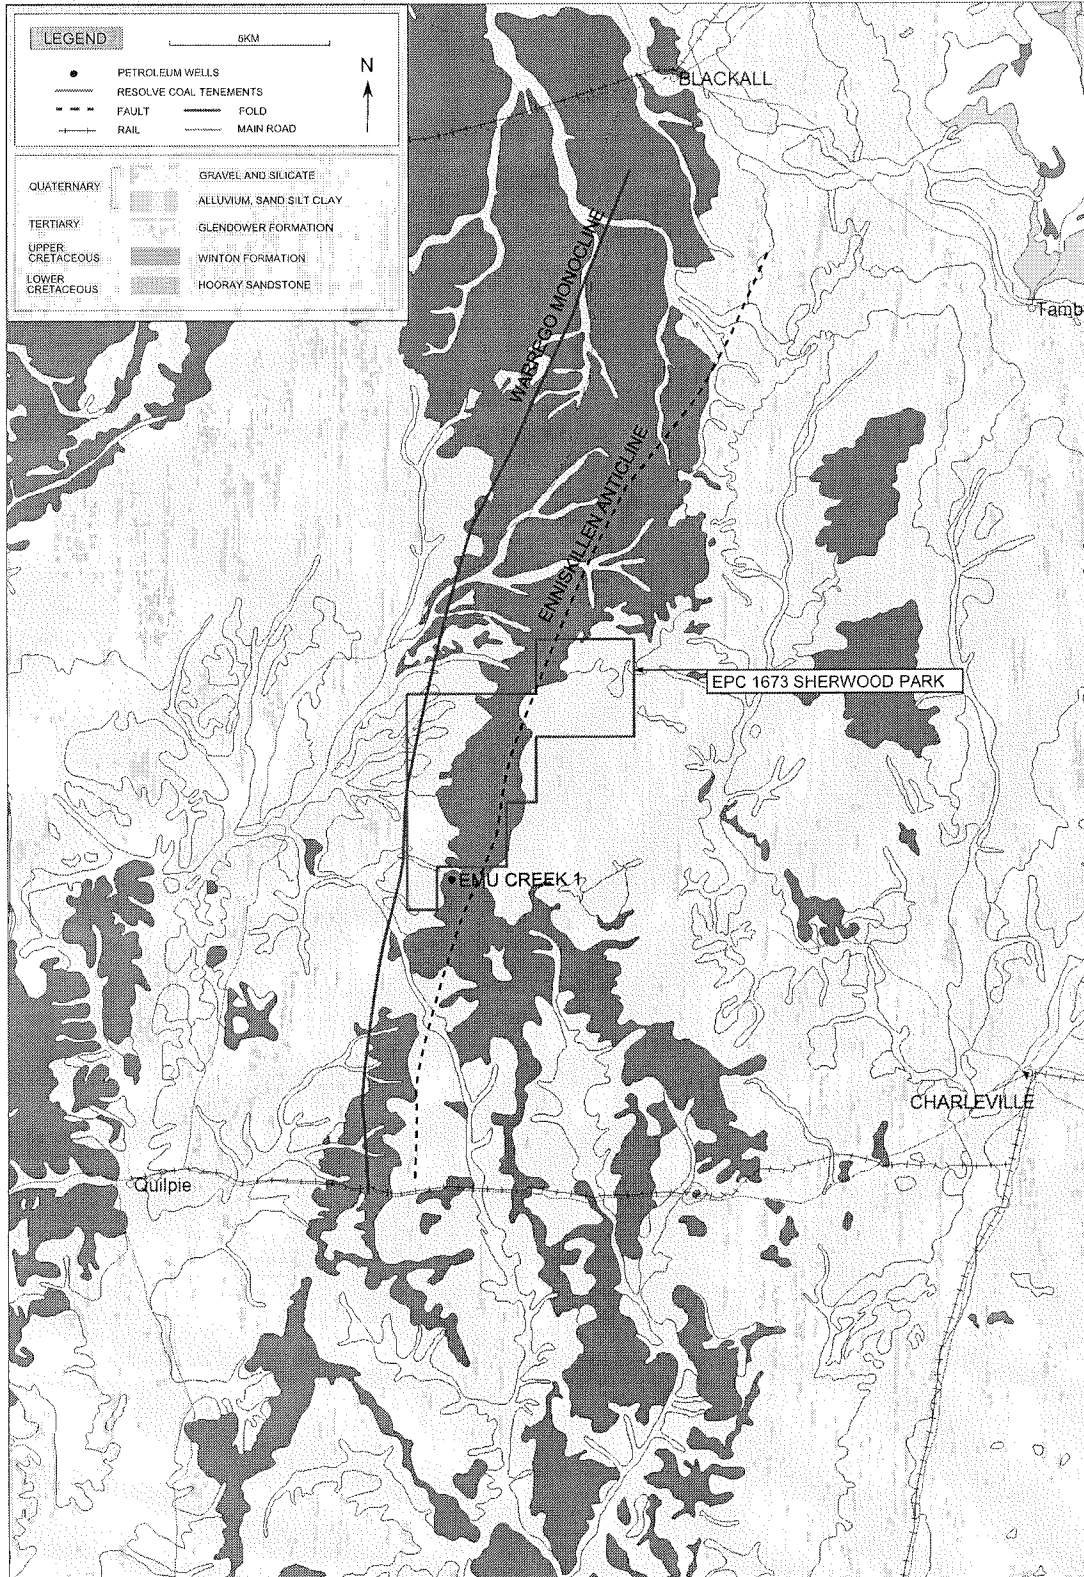 LEGEND
5KM
N
PETROLEUM WELLS
RESOLVE COAL TENEMENTS
FAULT FOLD
RAIL MAIN ROAD
QUATERNARY
GRAVEL AND SILICATE
ALLUVIUM, SAND SILT CLAY
TERTIARY GLENDOWER FORMATION
UPPER
CRETACEOUS WINTON FORMATION
LOWER
CRETACEOUS HOORAY SANDSTONE
BLACKALL
WARREGO MONOCLINE
Tamb
ENNISKILLEN ANTICLINE
EPC 1673 SHERWOOD PARK
EMU CREEK 1
CHARLEVILLE
Quilpie